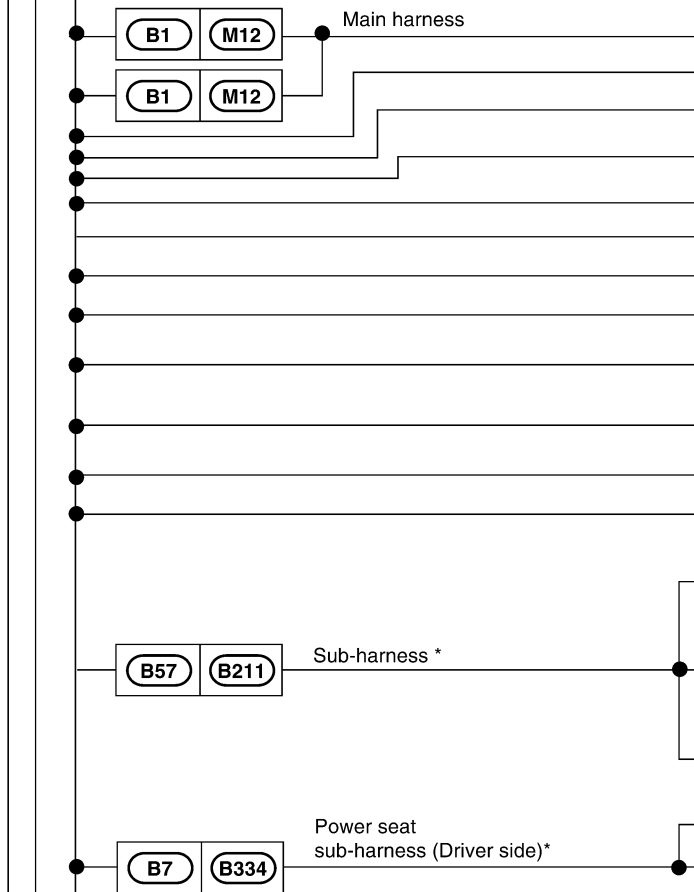 Main harness
B1 M12
B1 M12
Sub-harness *
B57 B211
Power seat
sub-harness (Driver side)*
B7 B334